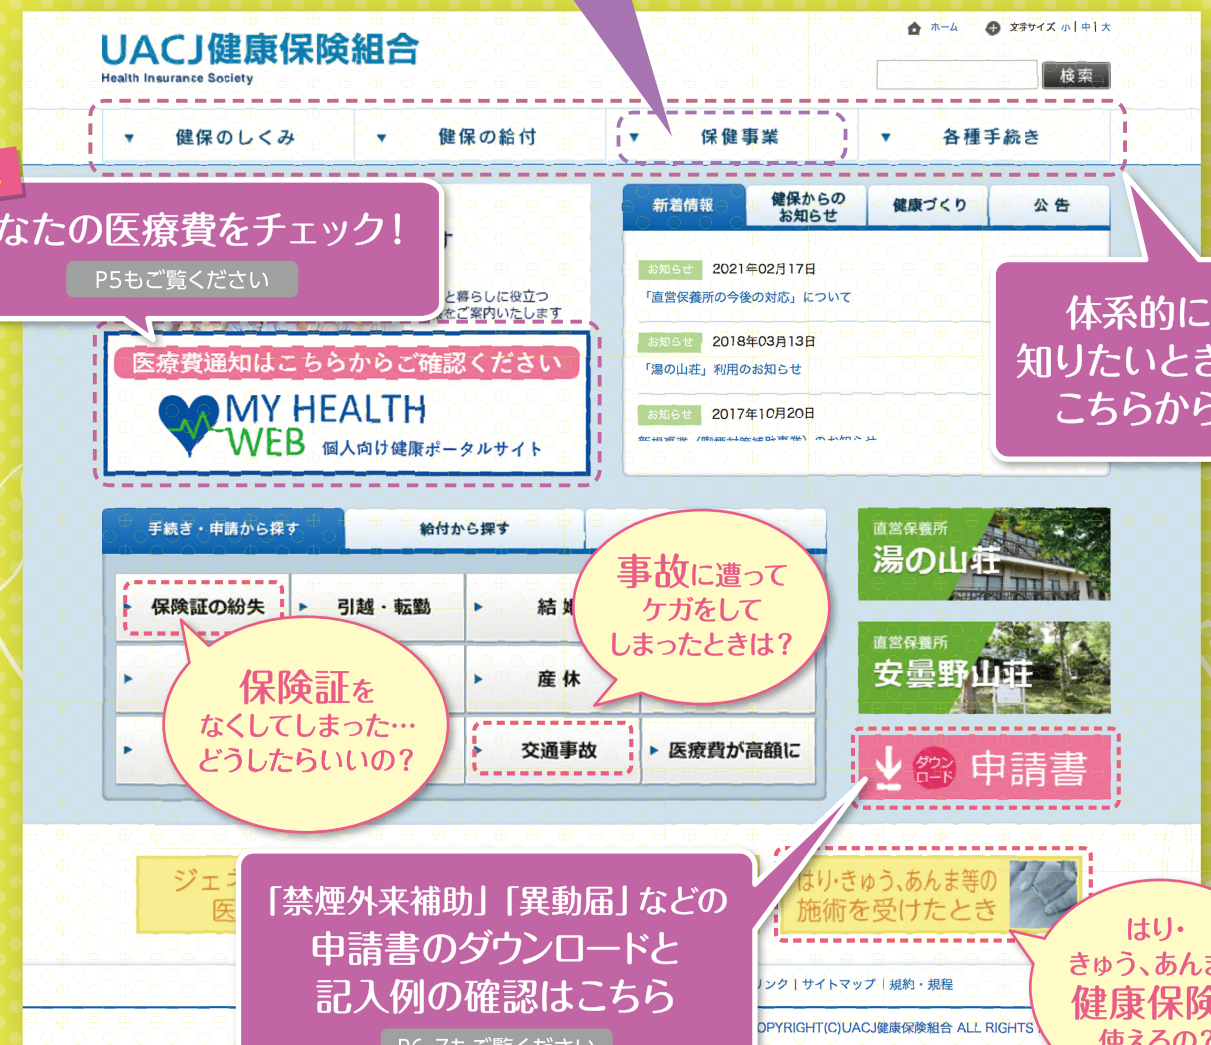 UACJ健康保険組合
Health Insurance Society
ホーム
文字サイズ 小 | 中 | 大
検索
健保のしくみ
健保の給付
保健事業
各種手続き
なたの医療費をチェック!
P5もご覧ください
と暮らしに役立つ
をご案内いたします
医療費通知はこちらからご確認ください
MY HEALTH
WEB 個人向け健康ポータルサイト
新着情報
健保からの
お知らせ
健康づくり
公告
お知らせ 2021年02月17日
「直営保養所の今後の対応」について
お知らせ 2018年03月13日
「湯の山荘」利用のお知らせ
お知らせ 2017年10月20日
体系的に
知りたいとき
こちらから
手続き・申請から探す
給付から探す
保険証の紛失
引越・転勤
結
産休
交通事故
医療費が高額に
事故に遭って
ケガをして
しまったときは?
保険証を
なくしてしまった…
どうしたらいいの?
直営保養所
湯の山荘
直営保養所
安曇野山荘
ダウン
ロード
申請書
ジェ
医
「禁煙外来補助」「異動届」などの
申請書のダウンロードと
記入例の確認はこちら
はり・きゅう、あんま等の
施術を受けたとき
はり・
きゅう、あんま
健康保険
使えるの?
リンク | サイトマップ | 規約・規程
OPYRIGHT(C)UACJ健康保険組合 ALL RIGHTS